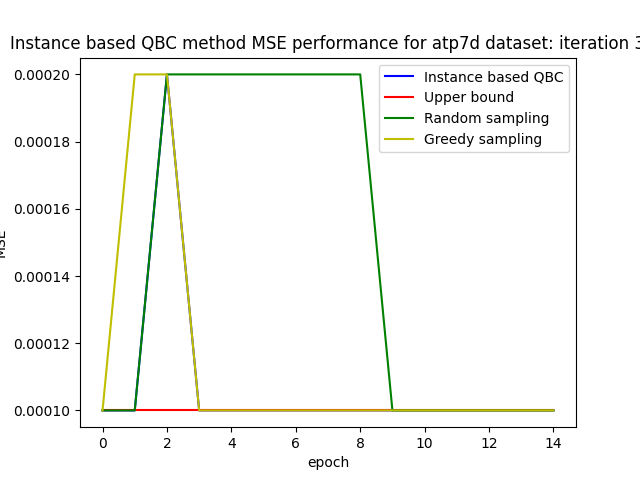 Instance based QBC method MSE performance for atp7d dataset: iteration 3
0.00020
0.00018
0.00016
0.00014
0.00012
0.00010
MSE
0 2 4 6 8 10 12 14
epoch
Instance based QBC
Upper bound
Random sampling
Greedy sampling